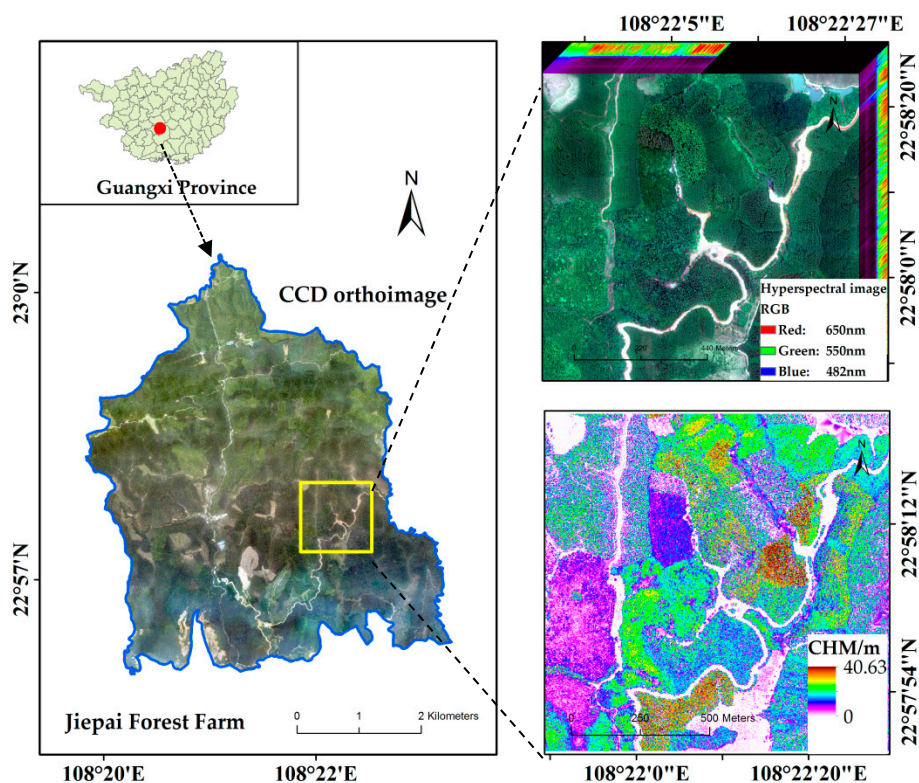 Guangxi Province
N
CCD orthoimage
23°0'0"N
22°57'N
Jiepai Forest Farm
0 1 2 Kilometers
108°20'E
108°22'E
108°22'5"E
108°22'27"E
22°58'20"N
22°58'0"N
N
Hyperspectral image
RGB
Red: 650nm
Green: 550nm
Blue: 482nm
0 220 440 Meters
N
22°58'12"N
22°57'54"N
CHM/m
40.63
0
0 250 500 Meters
108°22'0"E
108°22'20"E